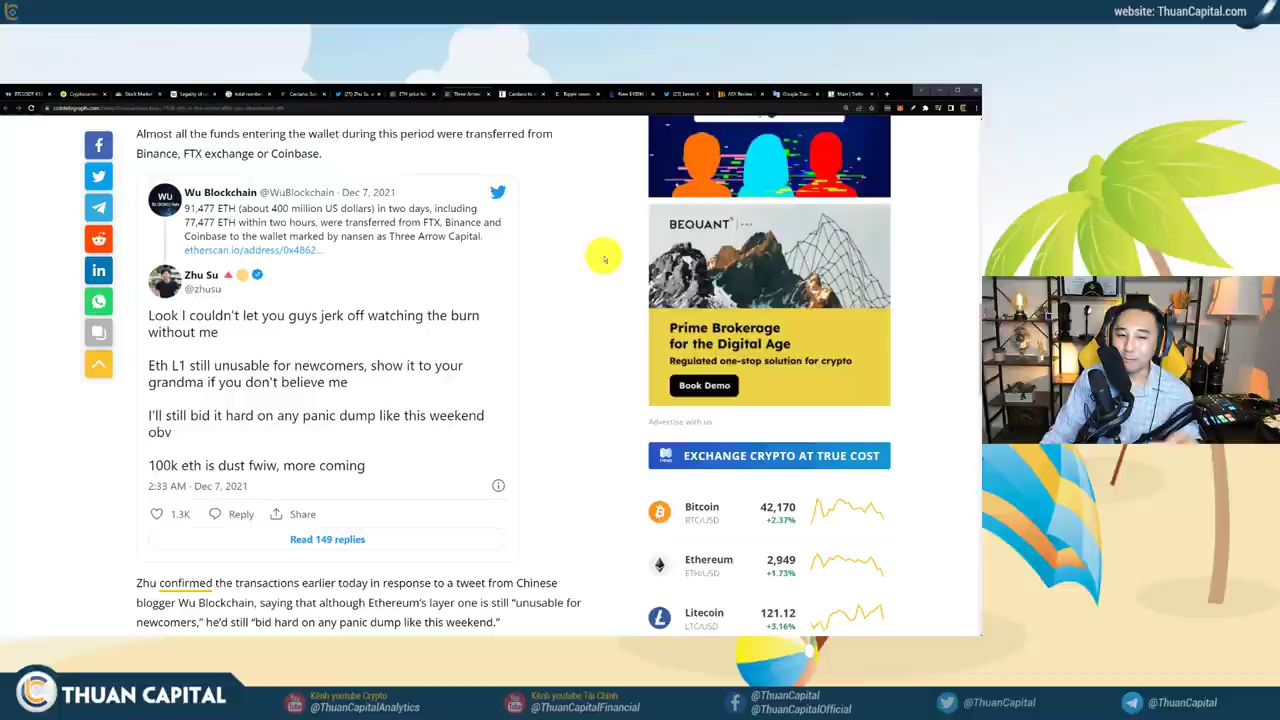 website: ThuanCapital.com
Almost all the funds entering the wallet during this period were transferred from
Binance, FTX exchange or Coinbase.
Wu Blockchain @WuBlockchain · Dec 7, 2021
91,477 ETH (about 400 million US dollars) in two days, including
77,477 ETH within two hours, were transferred from FTX, Binance and
Coinbase to the wallet marked by nansen as Three Arrow Capital.
etherscan.io/address/0x4862...
WU
Zhu Su
@zhusu
Look I couldn't let you guys jerk off watching the burn
without me
Eth L1 still unusable for newcomers, show it to your
grandma if you don't believe me
I'll still bid it hard on any panic dump like this weekend
obv
100k eth is dust fwiw, more coming
2:33 AM · Dec 7, 2021
1.3K Reply Share
Read 149 replies
Zhu confirmed the transactions earlier today in response to a tweet from Chinese
blogger Wu Blockchain, saying that although Ethereum's layer one is still "unusable for
newcomers," he'd still "bid hard on any panic dump like this weekend."
BEQUANT
Prime Brokerage
for the Digital Age
Regulated one-stop solution for crypto
Book Demo
Advertise with us
EXCHANGE CRYPTO AT TRUE COST
Bitcoin 42,170
BTC/USD +2.37%
Ethereum 2,949
ETH/USD +1.73%
Litecoin 121.12
LTC/USD +3.16%
THUAN CAPITAL
Kênh youtube Crypto
@ThuanCapitalAnalytics
Kênh youtube Tài Chính
@ThuanCapitalFinancial
@ThuanCapital
@ThuanCapitalOfficial
@ThuanCapital
@ThuanCapital